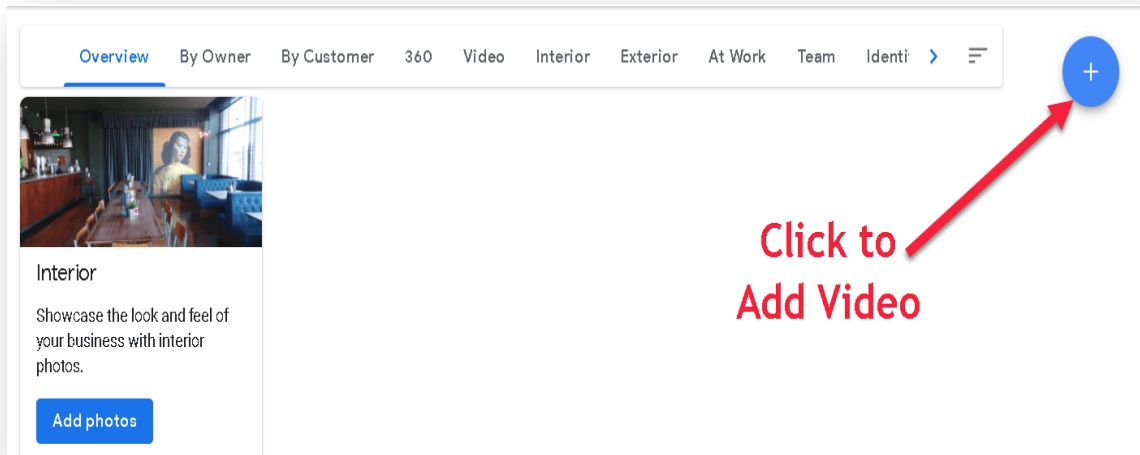 Overview By Owner By Customer 360 Video Interior Exterior At Work Team Identi
Click to
Add Video
Interior
Showcase the look and feel of
your business with interior
photos.
Add photos